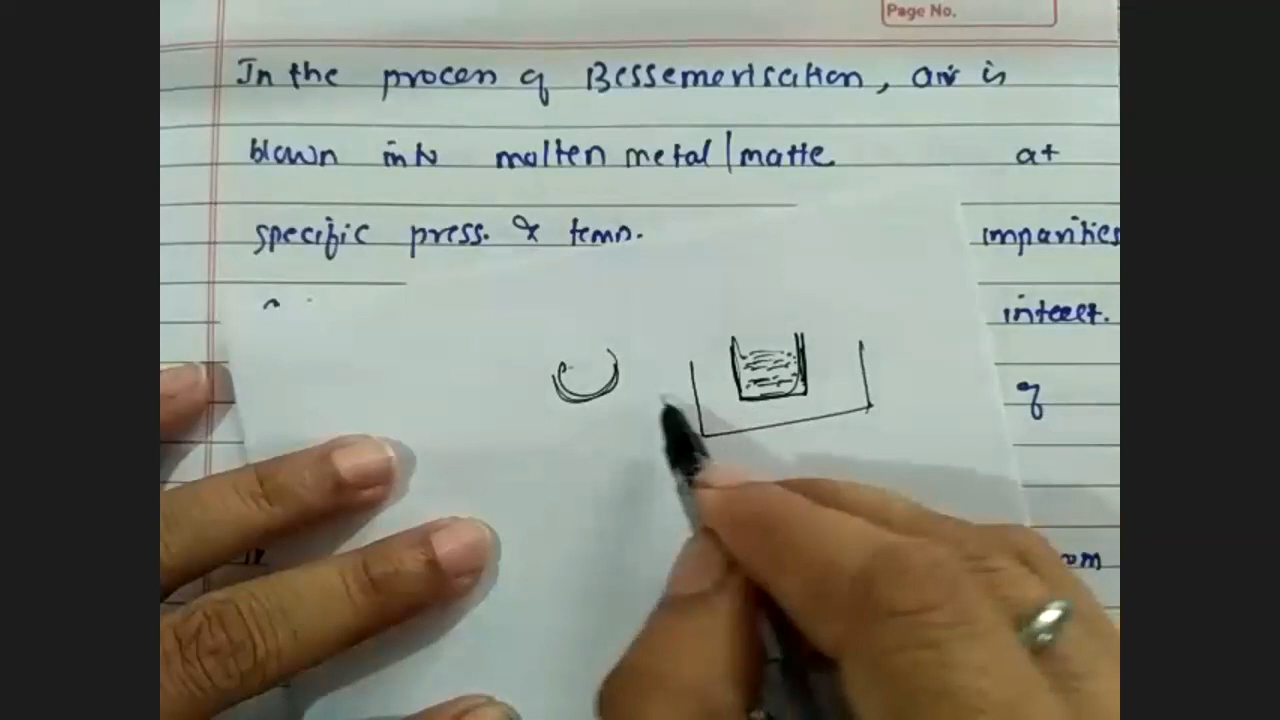 Page No.
In the process of Bessemerisation, air is
blown into molten metal/matte at
specific press. & temp. impurities
interest.
of